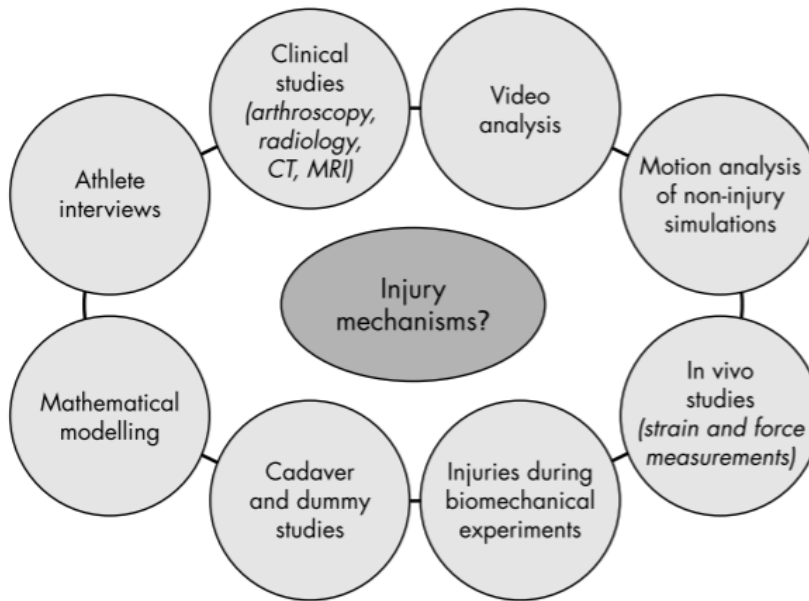 Clinical
studies
(arthroscopy,
radiology,
CT, MRI)
Video
analysis
Motion analysis
of non-injury
simulations
In vivo
studies
(strain and force
measurements)
Injuries during
biomechanical
experiments
Cadaver
and dummy
studies
Mathematical
modelling
Athlete
interviews
Injury
mechanisms?